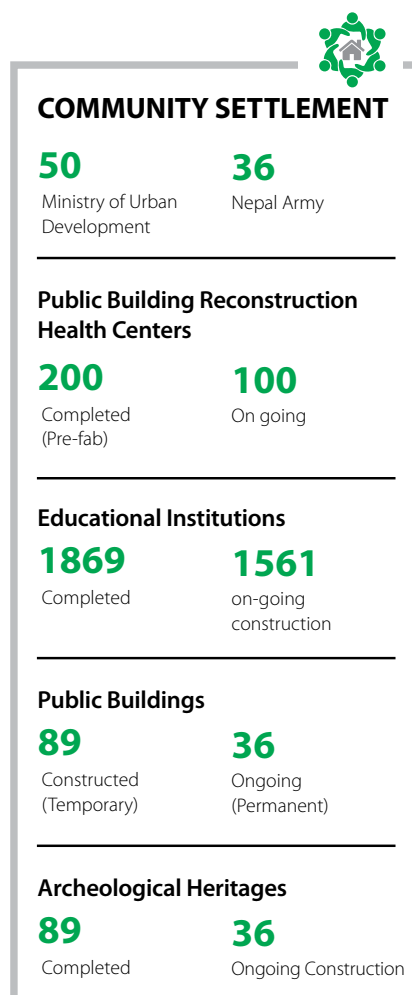 COMMUNITY SETTLEMENT
50
Ministry of Urban
Development
36
Nepal Army
Public Building Reconstruction
Health Centers
200
Completed
(Pre-fab)
100
On going
Educational Institutions
1869
Completed
1561
on-going
construction
Public Buildings
89
Constructed
(Temporary)
36
Ongoing
(Permanent)
Archeological Heritages
89
Completed
36
Ongoing Construction